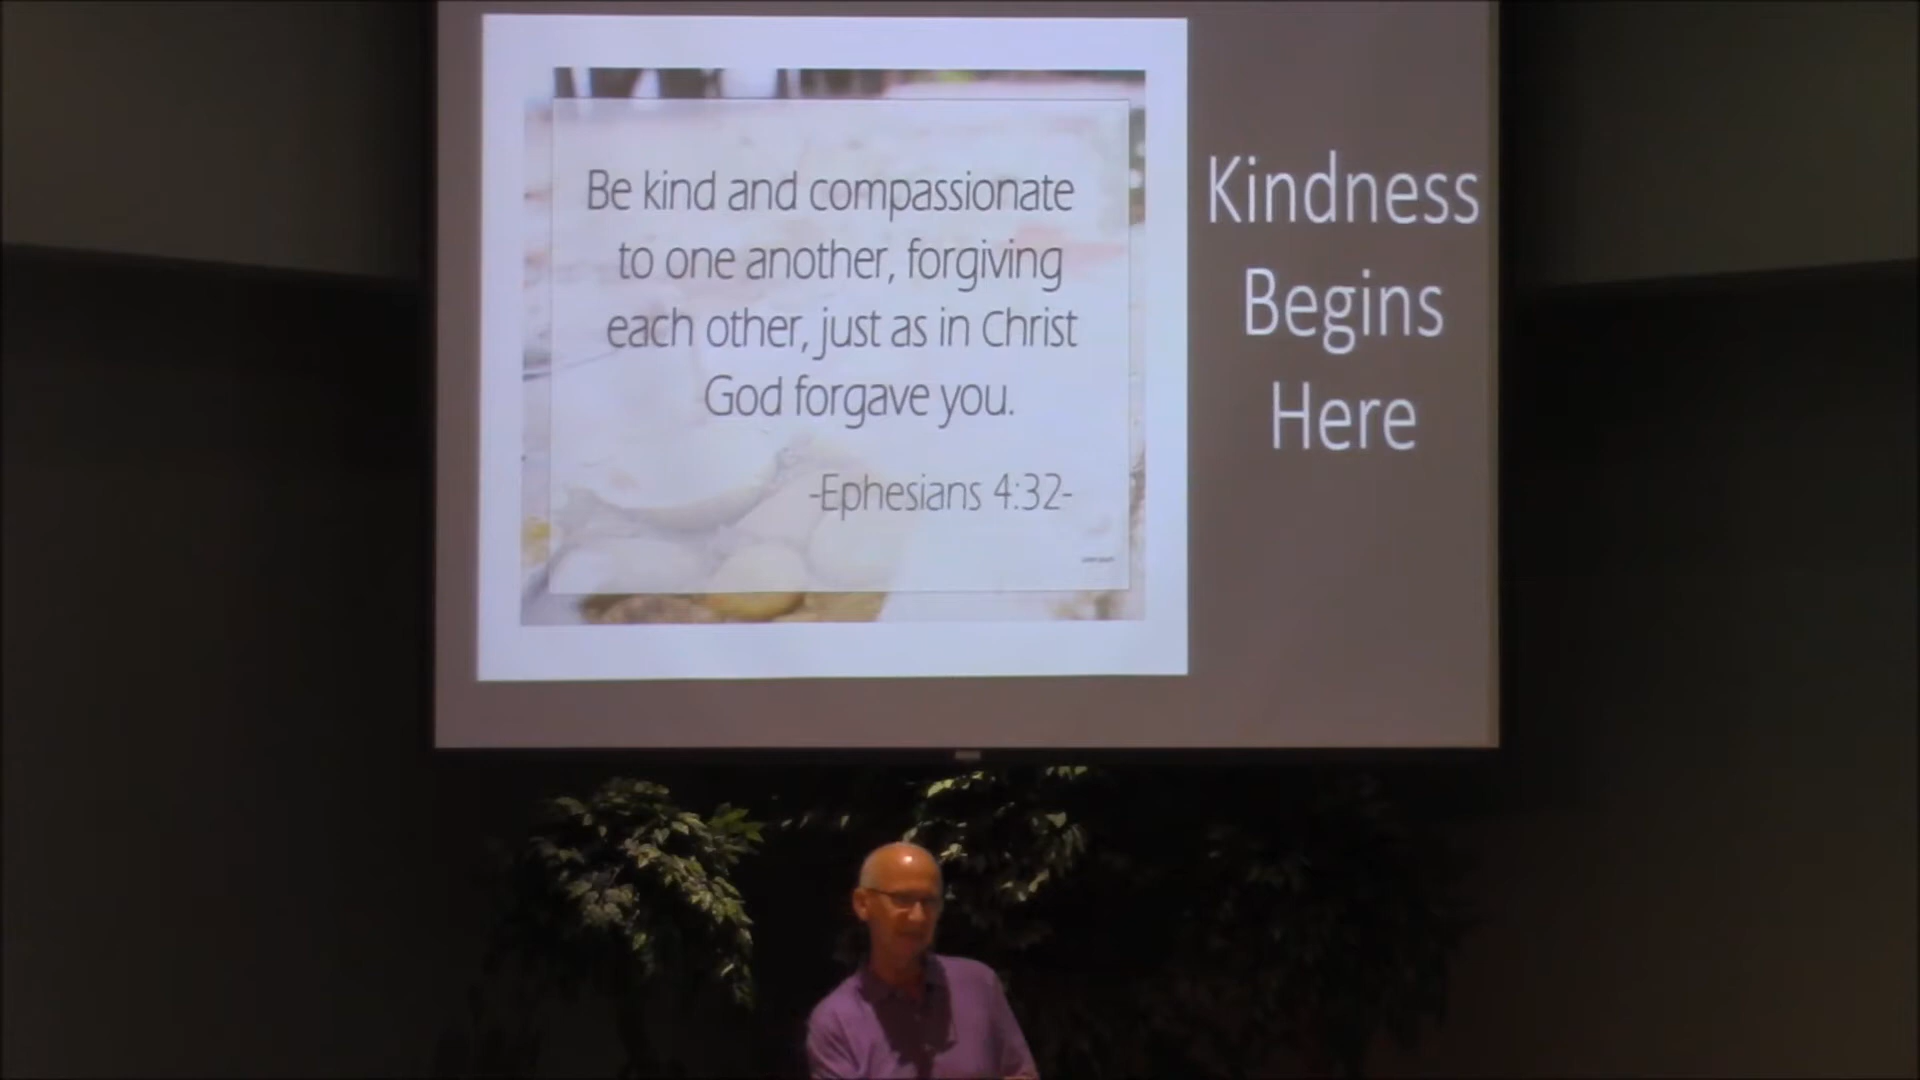 Be kind and compassionate
to one another, forgiving
each other, just as in Christ
God forgave you.
-Ephesians 4:32-
Kindness
Begins
Here